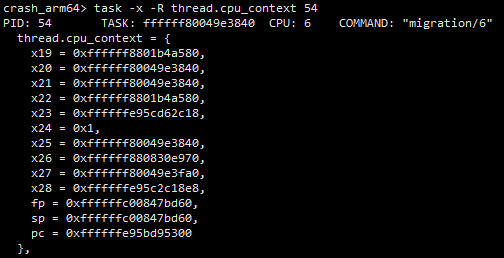 crash_arm64> task -x -R thread.cpu_context 54
PID: 54 TASK: ffffff80049e3840 CPU: 6 COMMAND: "migration/6"
thread.cpu_context = {
x19 = 0xffffff8801b4a580,
x20 = 0xffffff80049e3840,
x21 = 0xffffff80049e3840,
x22 = 0xffffff8801b4a580,
x23 = 0xffffffe95cd62c18,
x24 = 0x1,
x25 = 0xffffff80049e3840,
x26 = 0xffffff880830e970,
x27 = 0xffffff80049e3fa0,
x28 = 0xffffffe95c2c18e8,
fp = 0xffffffc00847bd60,
sp = 0xffffffc00847bd60,
pc = 0xffffffe95bd95300
},